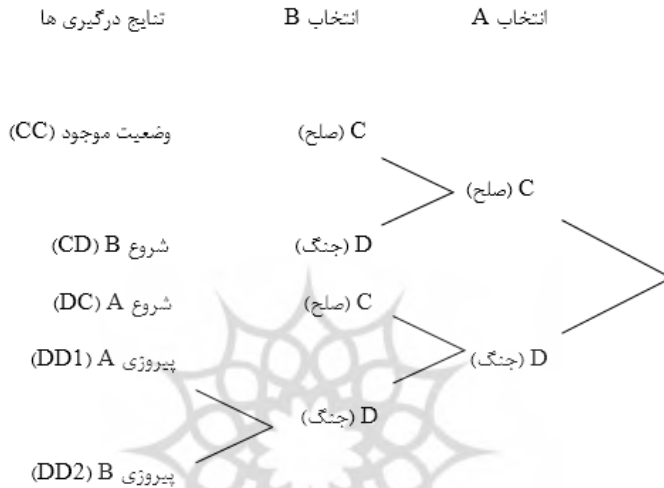 انتخاب A انتخاب B تنایج درگیری ها
C (صلح) وضعیت موجود (CC)
C (صلح)
D (جنگ) شروع B (CD)
C (صلح) شروع A (DC)
D (جنگ) پیروزی A (DD1)
D (جنگ)
پیروزی B (DD2)